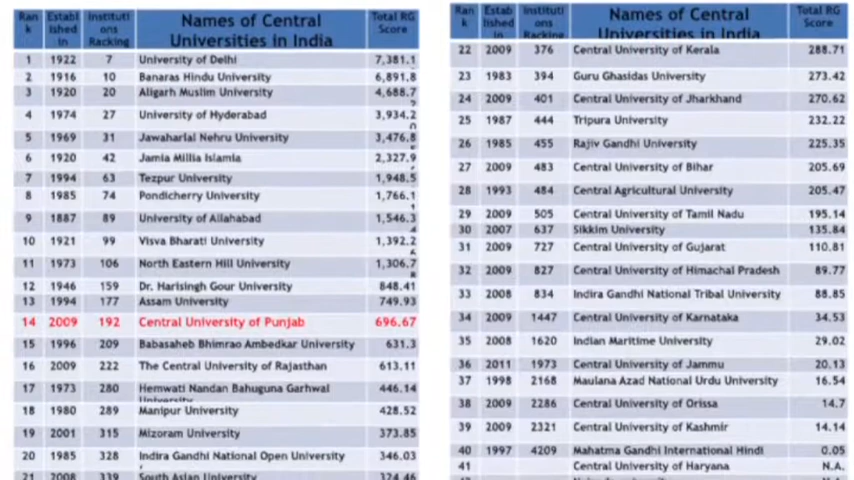 Ran Establ Instituti Names of Central Total RG
k ished ons Universities in India Score
in Racking
1 1922 7 University of Delhi 7,381.1
2 1916 10 Banaras Hindu University 6,891.8
3 1920 20 Aligarh Muslim University 4,688.7
4 1974 27 University of Hyderabad 3,934.2
5 1969 31 Jawaharlal Nehru University 3,476.8
6 1920 42 Jamia Millia Islamia 2,327.9
7 1994 63 Tezpur University 1,948.5
8 1985 74 Pondicherry University 1,766.1
9 1887 89 University of Allahabad 1,546.3
10 1921 99 Visva Bharati University 1,392.2
11 1973 106 North Eastern Hill University 1,306.7
12 1946 159 Dr. Harisingh Gour University 848.41
13 1994 177 Assam University 749.93
14 2009 192 Central University of Punjab 696.67
15 1996 209 Babasaheb Bhimrao Ambedkar University 631.3
16 2009 222 The Central University of Rajasthan 613.11
17 1973 280 Hemwati Nandan Bahuguna Garhwal 446.14
University
18 1980 289 Manipur University 428.52
19 2001 315 Mizoram University 373.85
20 1985 328 Indira Gandhi National Open University 346.03
21 2008 339 South Asian University 324.46
Ran Estab Instituti Names of Central Total RG
k lished ons Universities in India Score
in Racking
22 2009 376 Central University of Kerala 288.71
23 1983 394 Guru Ghasidas University 273.42
24 2009 401 Central University of Jharkhand 270.62
25 1987 444 Tripura University 232.22
26 1985 455 Rajiv Gandhi University 225.35
27 2009 483 Central University of Bihar 205.69
28 1993 484 Central Agricultural University 205.47
29 2009 505 Central University of Tamil Nadu 195.14
30 2007 637 Sikkim University 135.84
31 2009 727 Central University of Gujarat 110.81
32 2009 827 Central University of Himachal Pradesh 89.77
33 2008 834 Indira Gandhi National Tribal University 88.85
34 2009 1447 Central University of Karnataka 34.53
35 2008 1620 Indian Maritime University 29.02
36 2011 1973 Central University of Jammu 20.13
37 1998 2168 Maulana Azad National Urdu University 16.54
38 2009 2286 Central University of Orissa 14.7
39 2009 2321 Central University of Kashmir 14.14
40 1997 4209 Mahatma Gandhi International Hindi 0.05
41 Central University of Haryana N.A.